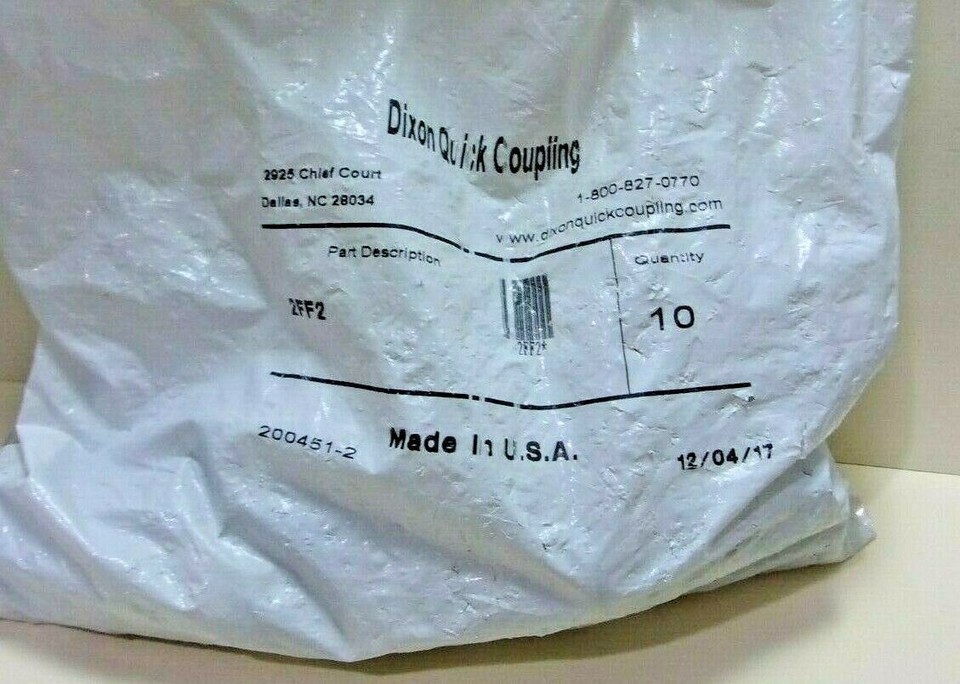 Dixon Quick Coupling
2925 Chief Court
Dallas, NC 28034
1-800-827-0770
www.dixonquickcoupling.com
Part Description
Quantity
2FF2
10
2FF2*
200451-2
Made In U.S.A.
12/04/17